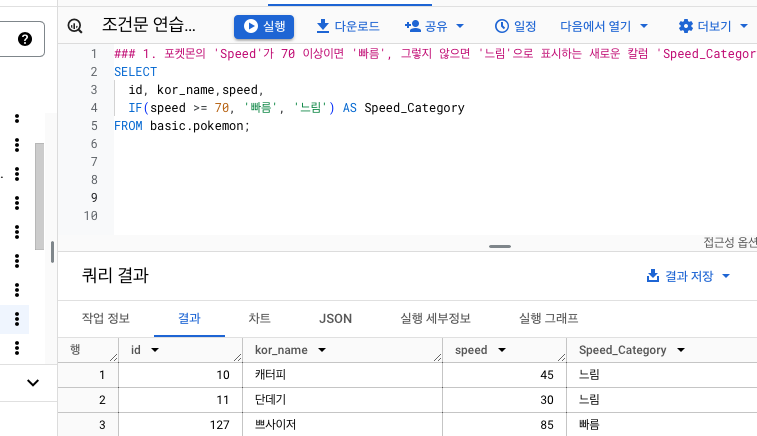 조건문 연습... 실행 다운로드 공유 일정 다음에서 열기 더보기
1 ### 1. 포켓몬의 'Speed'가 70 이상이면 '빠름', 그렇지 않으면 '느림'으로 표시하는 새로운 칼럼 'Speed_Categor
2 SELECT
3 id, kor_name,speed,
4 IF(speed >= 70, '빠름', '느림') AS Speed_Category
5 FROM basic.pokemon;
6
7
8
9
10
접근성 옵션
쿼리 결과 결과 저장
작업 정보 결과 차트 JSON 실행 세부정보 실행 그래프
행 id kor_name speed Speed_Category
1 10 캐터피 45 느림
2 11 단데기 30 느림
3 127 쁘사이저 85 빠름